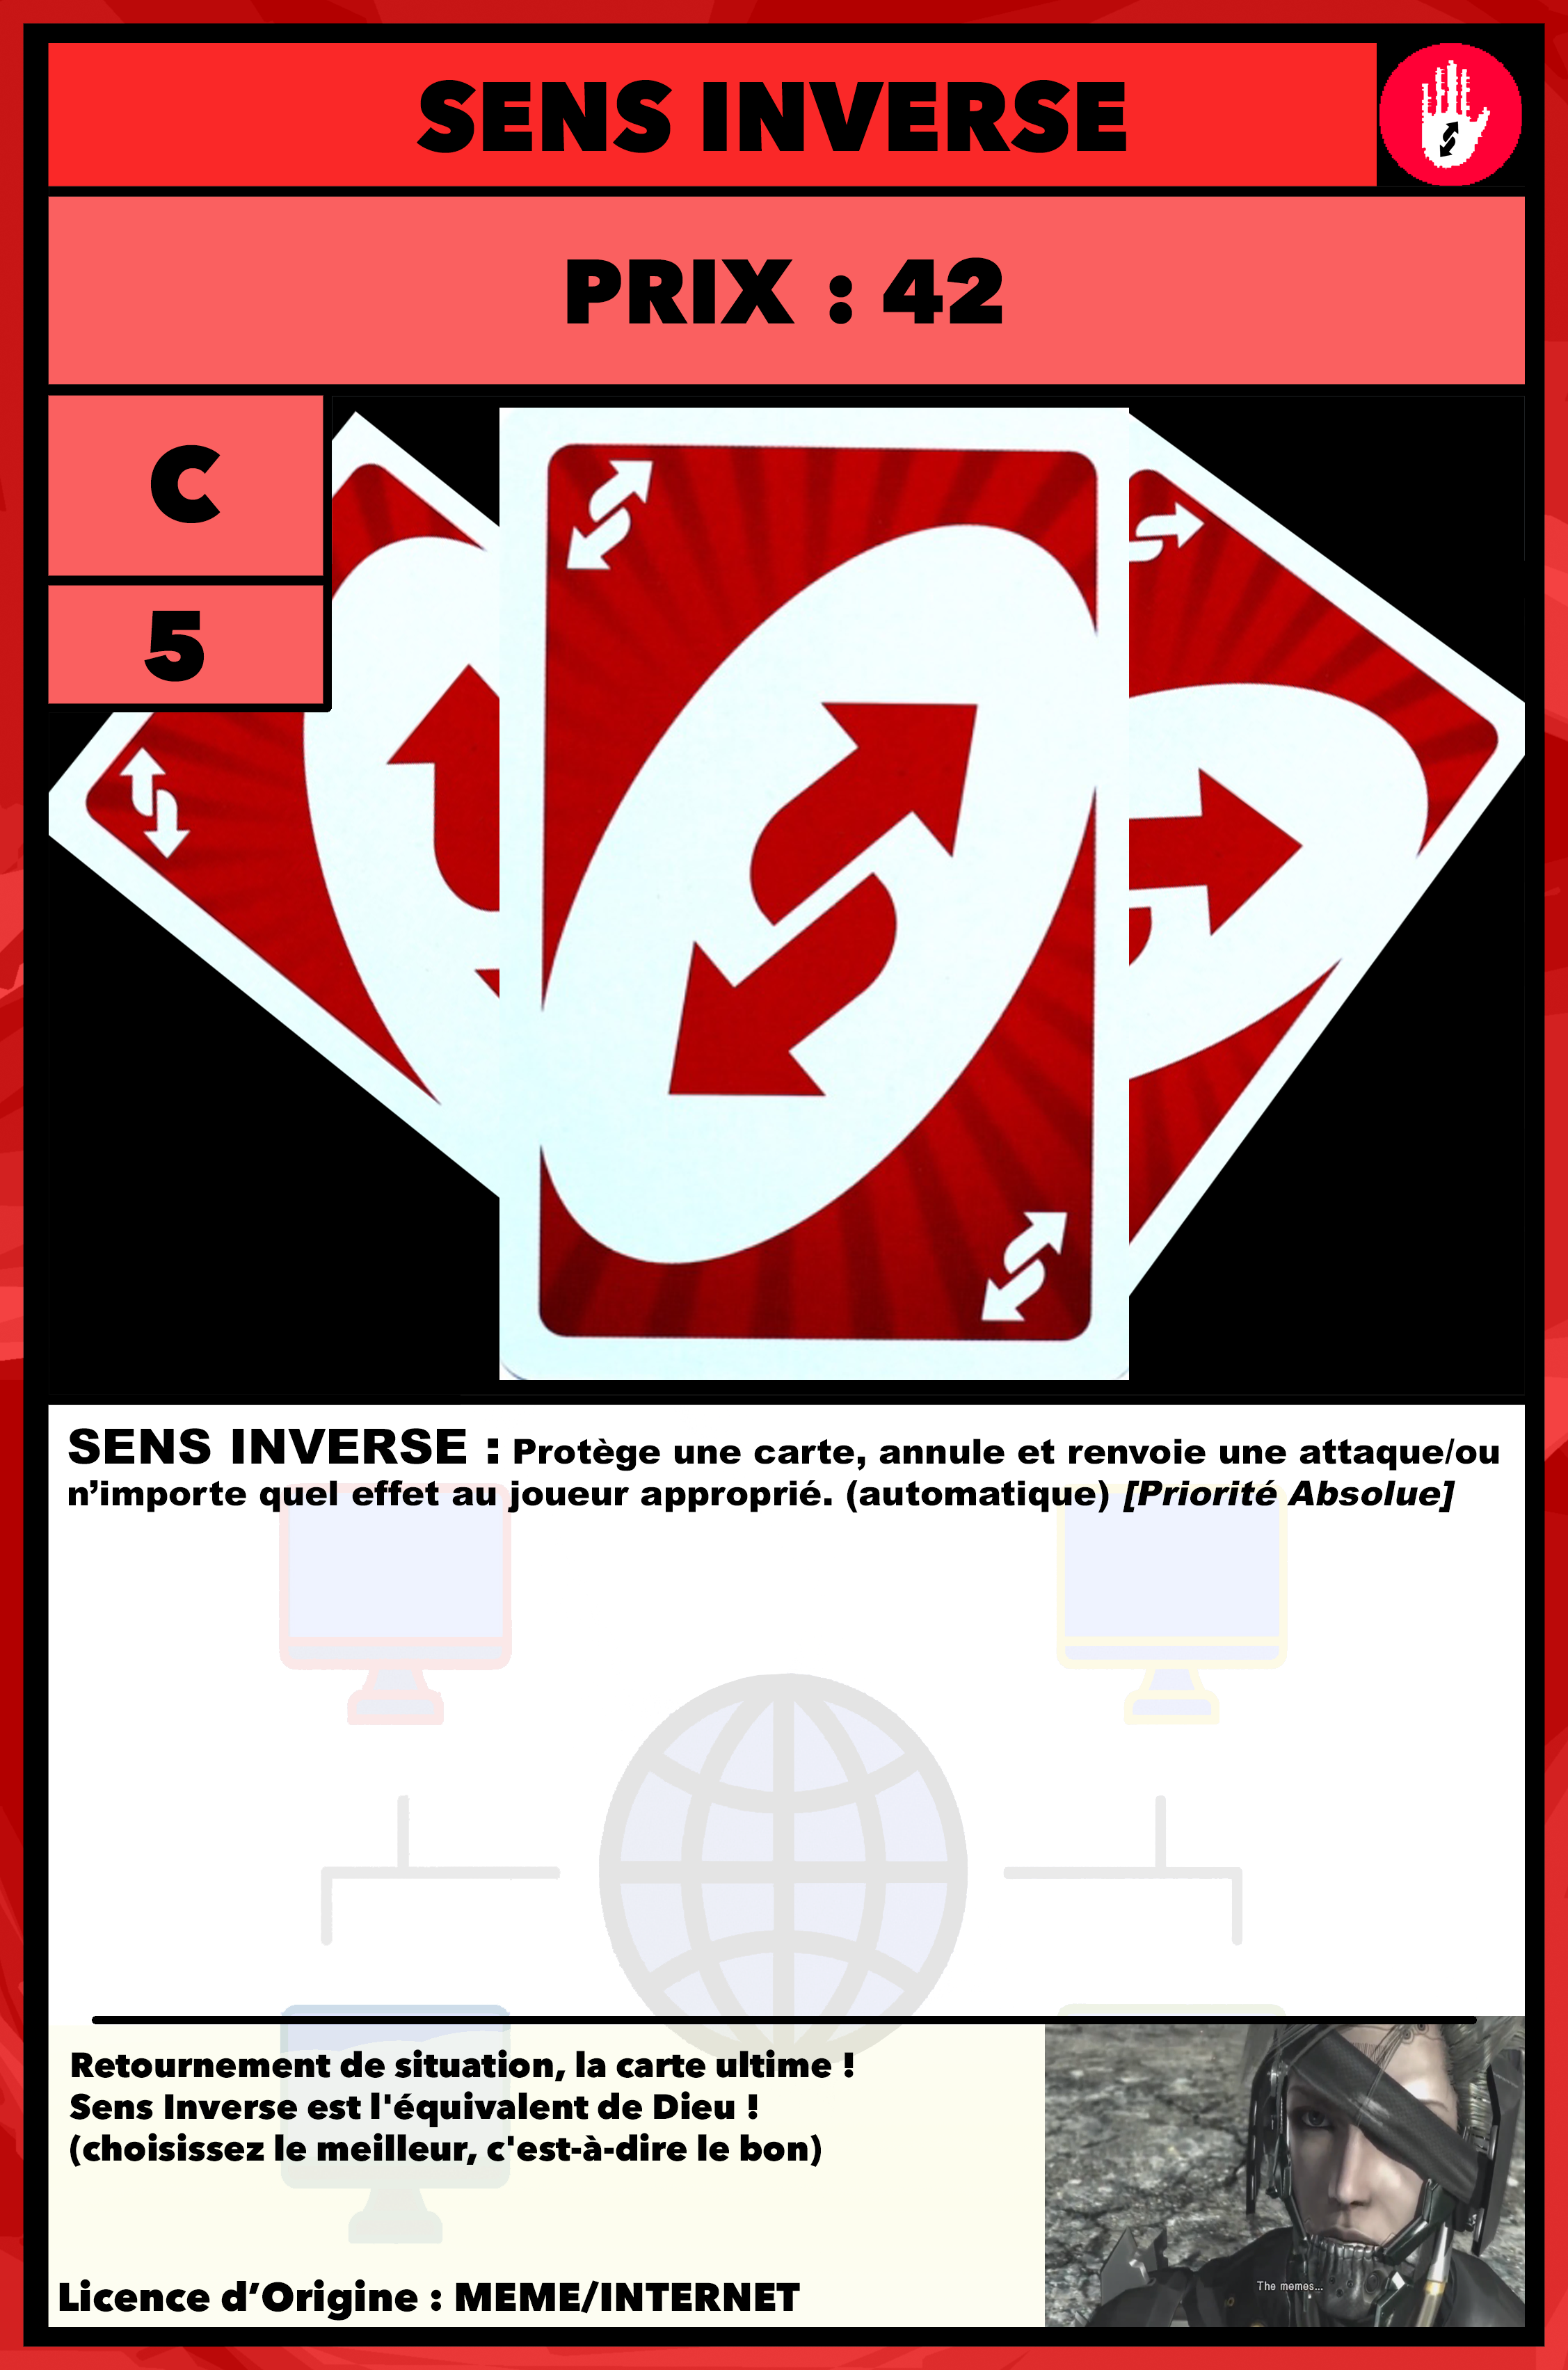 SENS INVERSE
PRIX : 42
C
5
SENS INVERSE : Protège une carte, annule et renvoie une attaque/ou
n’importe quel effet au joueur approprié. (automatique) [Priorité Absolue]
Retournement de situation, la carte ultime !
Sens Inverse est l'équivalent de Dieu !
(choisissez le meilleur, c'est-à-dire le bon)
The memes...
Licence d’Origine : MEME/INTERNET